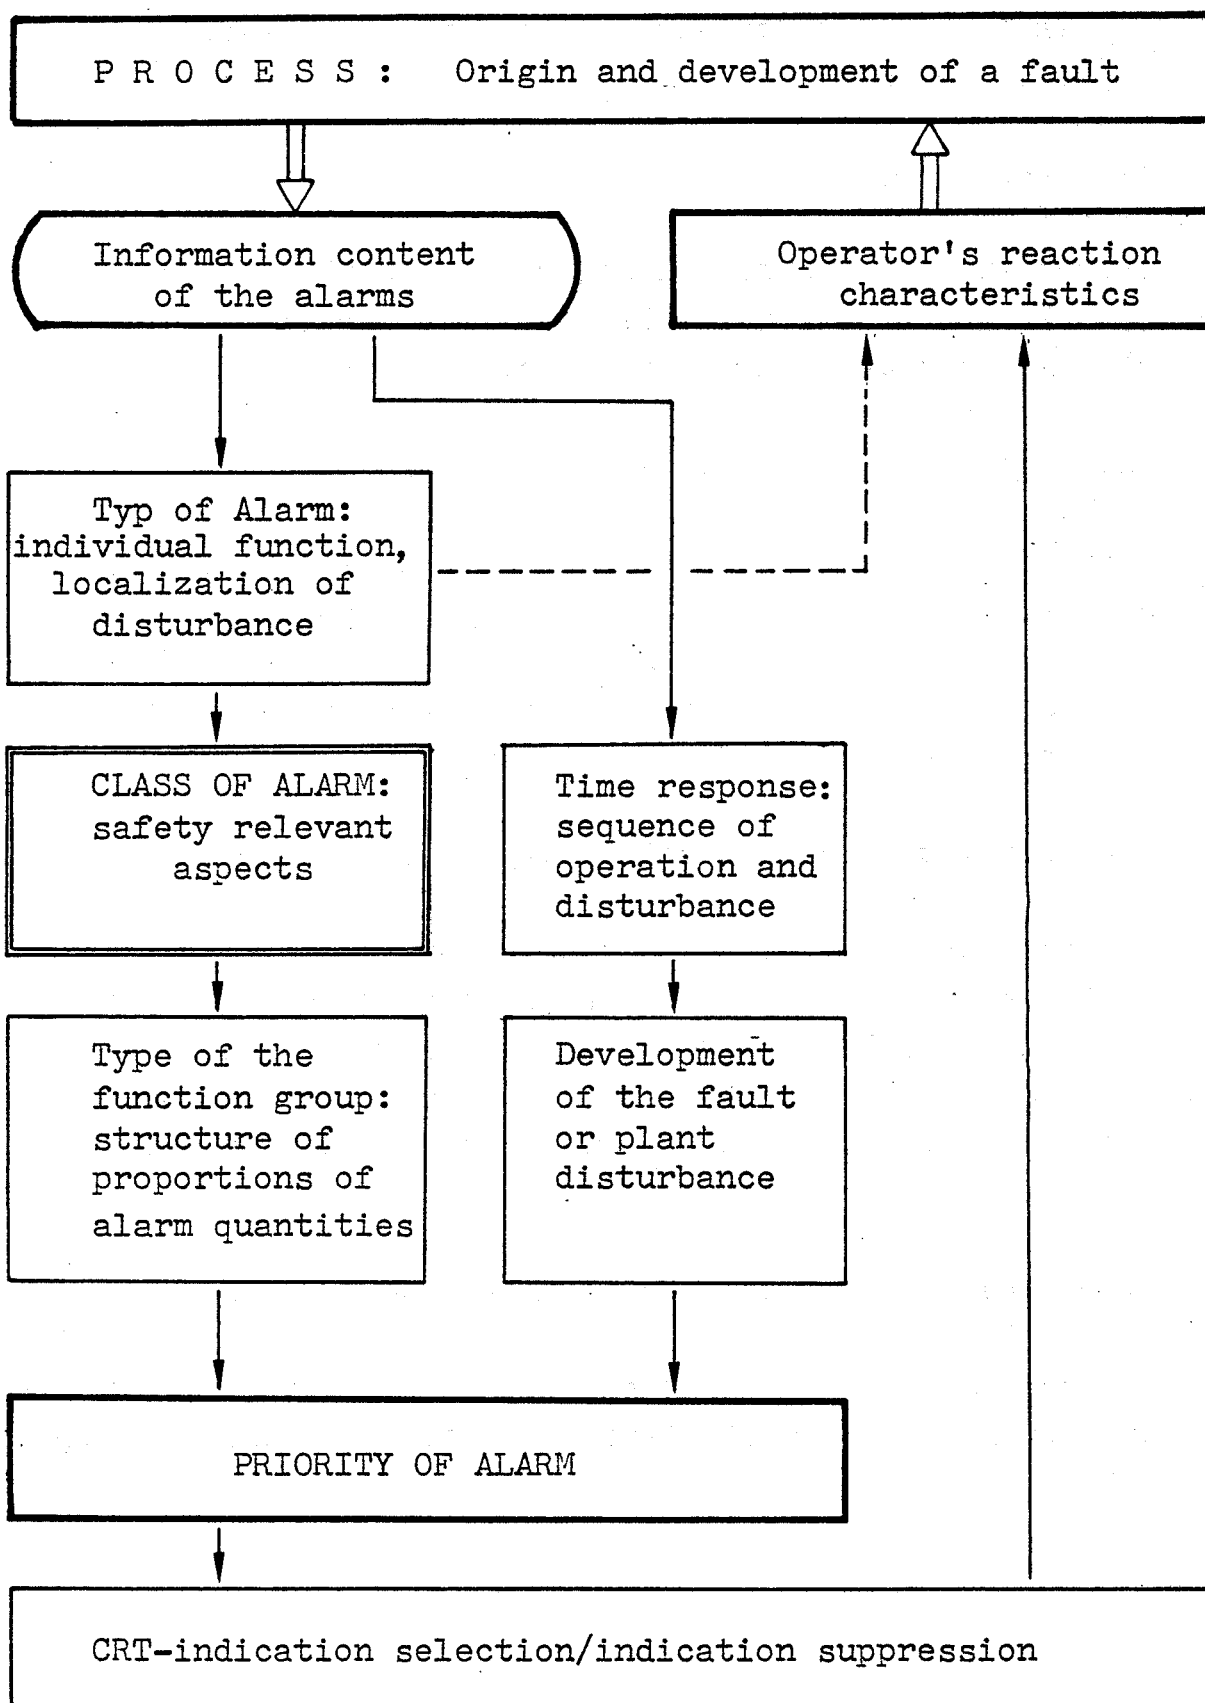 P R O C E S S : Origin and development of a fault
Information content
of the alarms
Operator's reaction
characteristics
Typ of Alarm:
individual function,
localization of
disturbance
CLASS OF ALARM:
safety relevant
aspects
Time response:
sequence of
operation and
disturbance
Type of the
function group:
structure of
proportions of
alarm quantities
Development
of the fault
or plant
disturbance
PRIORITY OF ALARM
CRT-indication selection/indication suppression